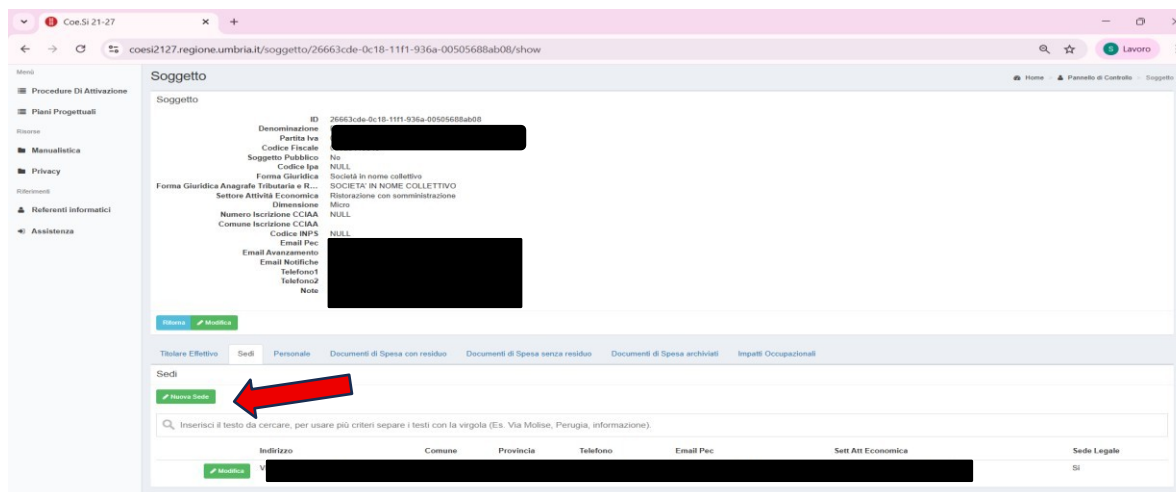 Coe.Si 21-27
coesi2127.regione.umbria.it/soggetto/26663cde-0c18-11f1-936a-00505688ab08/show
S Lavoro
Menù
Procedure Di Attivazione
Piani Progettuali
Risorse
Manualistica
Privacy
Riferimenti
Referenti informatici
Assistenza
Soggetto
Home - Pannello di Controllo - Soggetto
Soggetto
ID 26663cde-0c18-11f1-936a-00505688ab08
Denominazione
Partita Iva
Codice Fiscale
Soggetto Pubblico No
Codice Ipa NULL
Forma Giuridica Società in nome collettivo
Forma Giuridica Anagrafe Tributaria e R... SOCIETA' IN NOME COLLETTIVO
Settore Attività Economica Ristorazione con somministrazione
Dimensione Micro
Numero Iscrizione CCIAA NULL
Comune Iscrizione CCIAA
Codice INPS NULL
Email Pec
Email Avanzamento
Email Notifiche
Telefono1
Telefono2
Note
Ritorna Modifica
Titolare Effettivo Sedi Personale Documenti di Spesa con residuo Documenti di Spesa senza residuo Documenti di Spesa archiviati Impatti Occupazionali
Sedi
Nuova Sede
Inserisci il testo da cercare, per usare più criteri separe i testi con la virgola (Es. Via Molise, Perugia, informazione).
Indirizzo Comune Provincia Telefono Email Pec Sett Att Economica Sede Legale
Modifica V Si